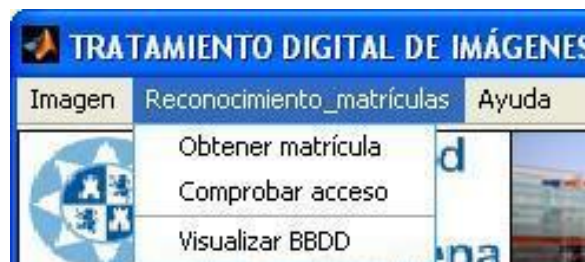 TRATAMIENTO DIGITAL DE IMÁGENES
Imagen Reconocimiento_matrículas Ayuda
Obtener matrícula
Comprobar acceso
Visualizar BBDD